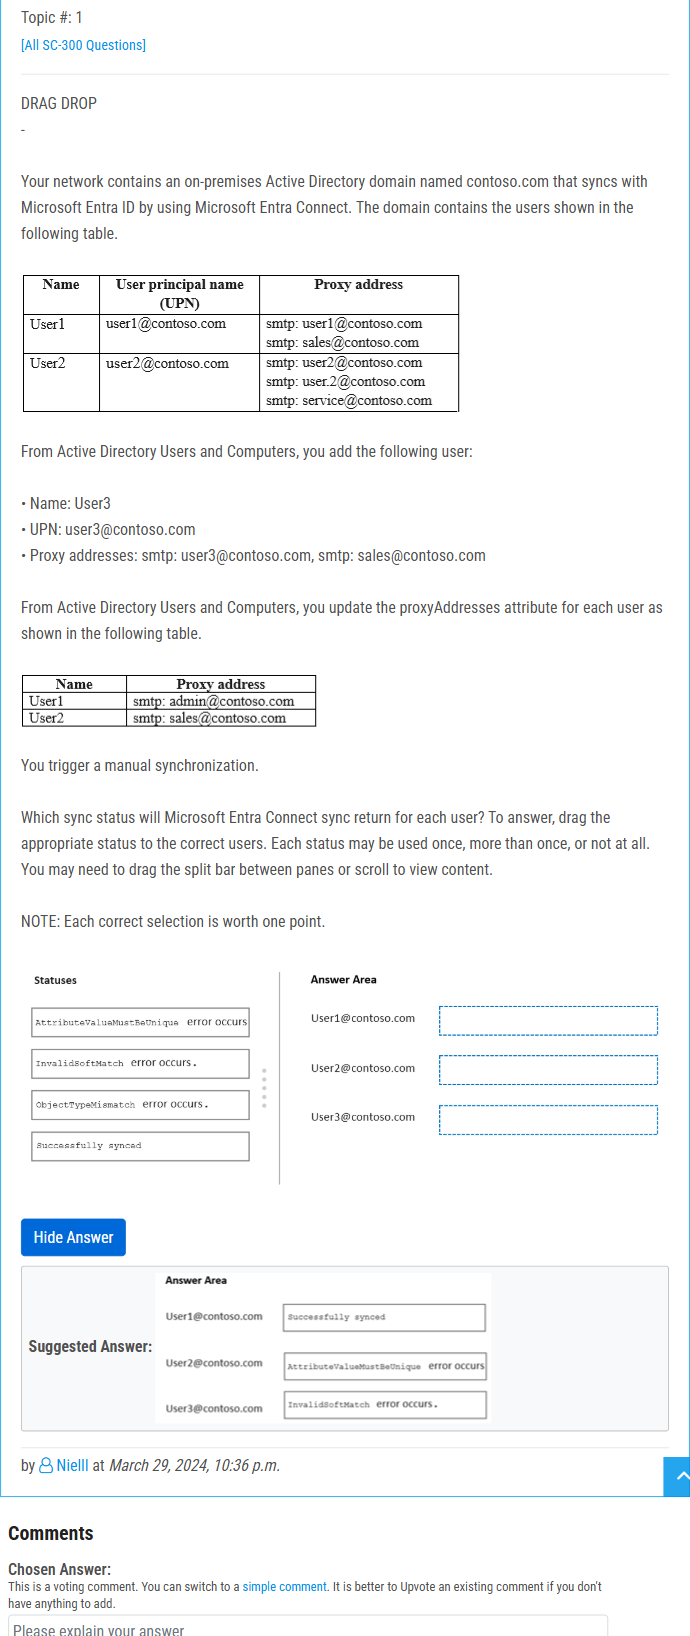 Topic #: 1
[All SC-300 Questions]
DRAG DROP
-
Your network contains an on-premises Active Directory domain named contoso.com that syncs with
Microsoft Entra ID by using Microsoft Entra Connect. The domain contains the users shown in the
following table.
Name User principal name (UPN) Proxy address
User1 user1@contoso.com smtp: user1@contoso.com
smtp: sales@contoso.com
User2 user2@contoso.com smtp: user2@contoso.com
smtp: user.2@contoso.com
smtp: service@contoso.com
From Active Directory Users and Computers, you add the following user:
• Name: User3
• UPN: user3@contoso.com
• Proxy addresses: smtp: user3@contoso.com, smtp: sales@contoso.com
From Active Directory Users and Computers, you update the proxyAddresses attribute for each user as
shown in the following table.
Name Proxy address
User1 smtp: admin@contoso.com
User2 smtp: sales@contoso.com
You trigger a manual synchronization.
Which sync status will Microsoft Entra Connect sync return for each user? To answer, drag the
appropriate status to the correct users. Each status may be used once, more than once, or not at all.
You may need to drag the split bar between panes or scroll to view content.
NOTE: Each correct selection is worth one point.
Statuses
AttributeValueMustBeUnique error occurs
InvalidSoftMatch error occurs.
ObjectTypeMismatch error occurs.
Successfully synced
Answer Area
User1@contoso.com
User2@contoso.com
User3@contoso.com
Hide Answer
Suggested Answer:
Answer Area
User1@contoso.com Successfully synced
User2@contoso.com AttributeValueMustBeUnique error occurs
User3@contoso.com InvalidSoftMatch error occurs.
by Nielll at March 29, 2024, 10:36 p.m.
Comments
Chosen Answer:
This is a voting comment. You can switch to a simple comment. It is better to Upvote an existing comment if you don't
have anything to add.
Please explain your answer